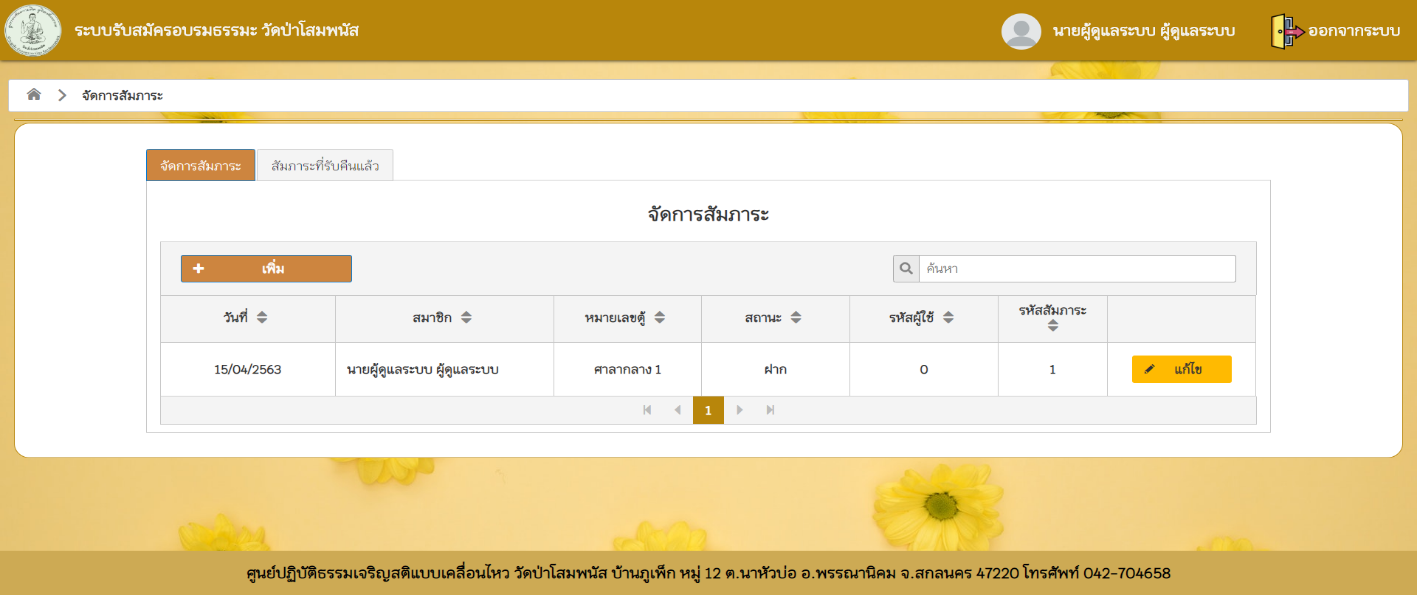 ระบบรับสมัครอบรมธรรมะ วัดป่าโสมพนัส
นายผู้ดูแลระบบ ผู้ดูแลระบบ
ออกจากระบบ
จัดการสัมภาระ
จัดการสัมภาระ
สัมภาระที่รับคืนแล้ว
จัดการสัมภาระ
เพิ่ม
ค้นหา
วันที่ สมาชิก หมายเลขตู้ สถานะ รหัสผู้ใช้ รหัสสัมภาระ
15/04/2563 นายผู้ดูแลระบบ ผู้ดูแลระบบ ศาลากลาง 1 ฝาก 0 1 แก้ไข
1
ศูนย์ปฏิบัติธรรมเจริญสติแบบเคลื่อนไหว วัดป่าโสมพนัส บ้านภูเพ็ก หมู่ 12 ต.นาหัวบ่อ อ.พรรณานิคม จ.สกลนคร 47220 โทรศัพท์ 042-704658